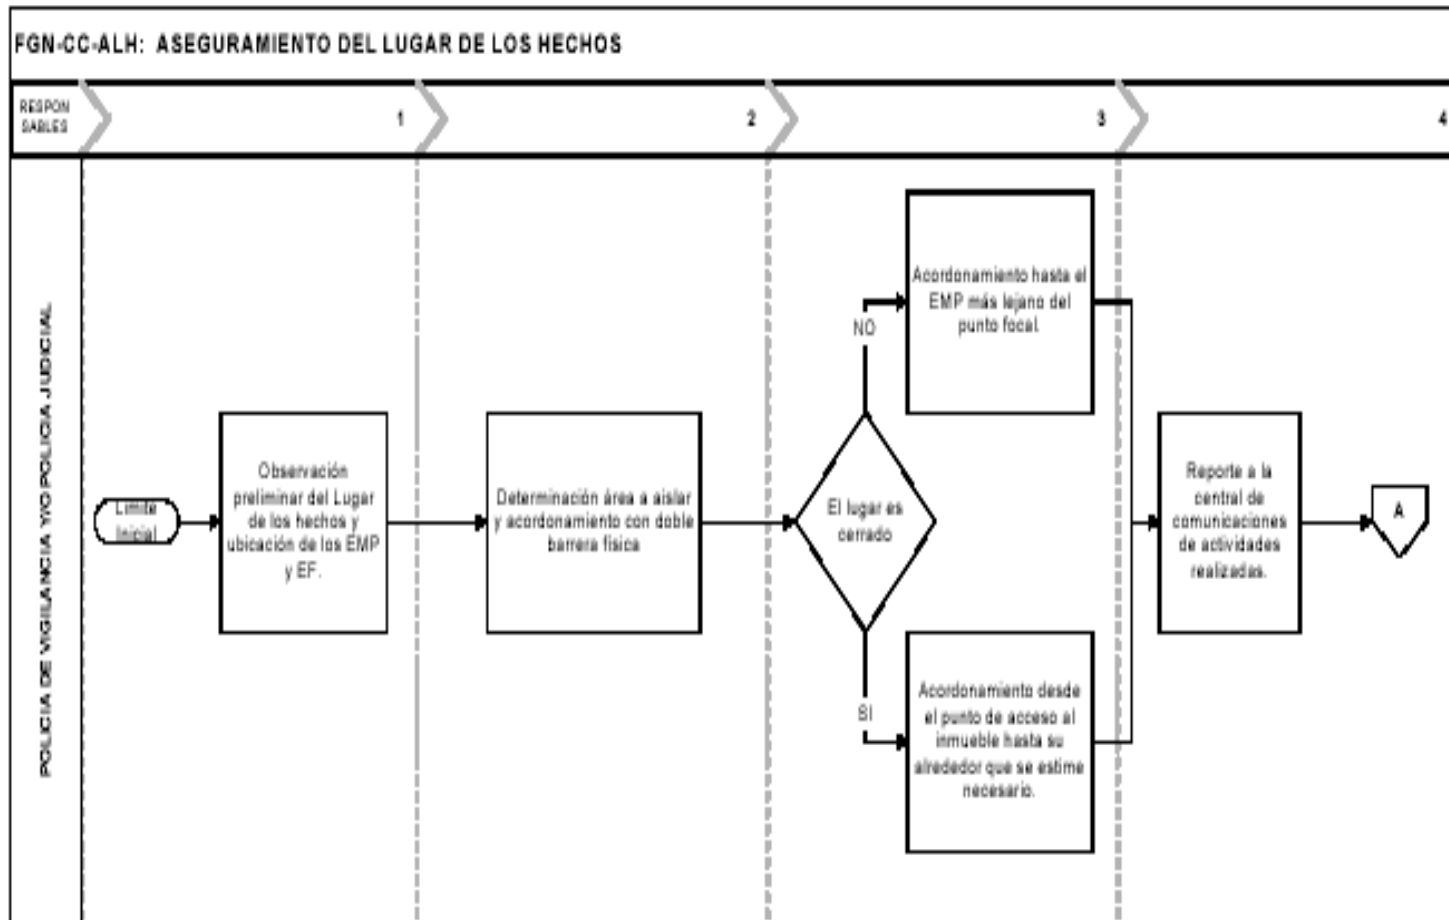 FGN-CC-ALH: ASEGURAMIENTO DEL LUGAR DE LOS HECHOS
RESPON
SABLES
1
2
3
4
POLICIA DE VIGILANCIA Y/O POLICIA JUDICIAL
Límite
Inicial
Observación
preliminar del Lugar
de los hechos y
ubicación de los EMP
y EF.
Determinación área a aislar
y acordonamiento con doble
barrera física
El lugar es
cerrado
NO
Acordonamiento hasta el
EMP más lejano del
punto focal.
SI
Acordonamiento desde
el punto de acceso al
inmueble hasta su
alrededor que se estime
necesario.
Reporte a la
central de
comunicaciones
de actividades
realizadas.
A